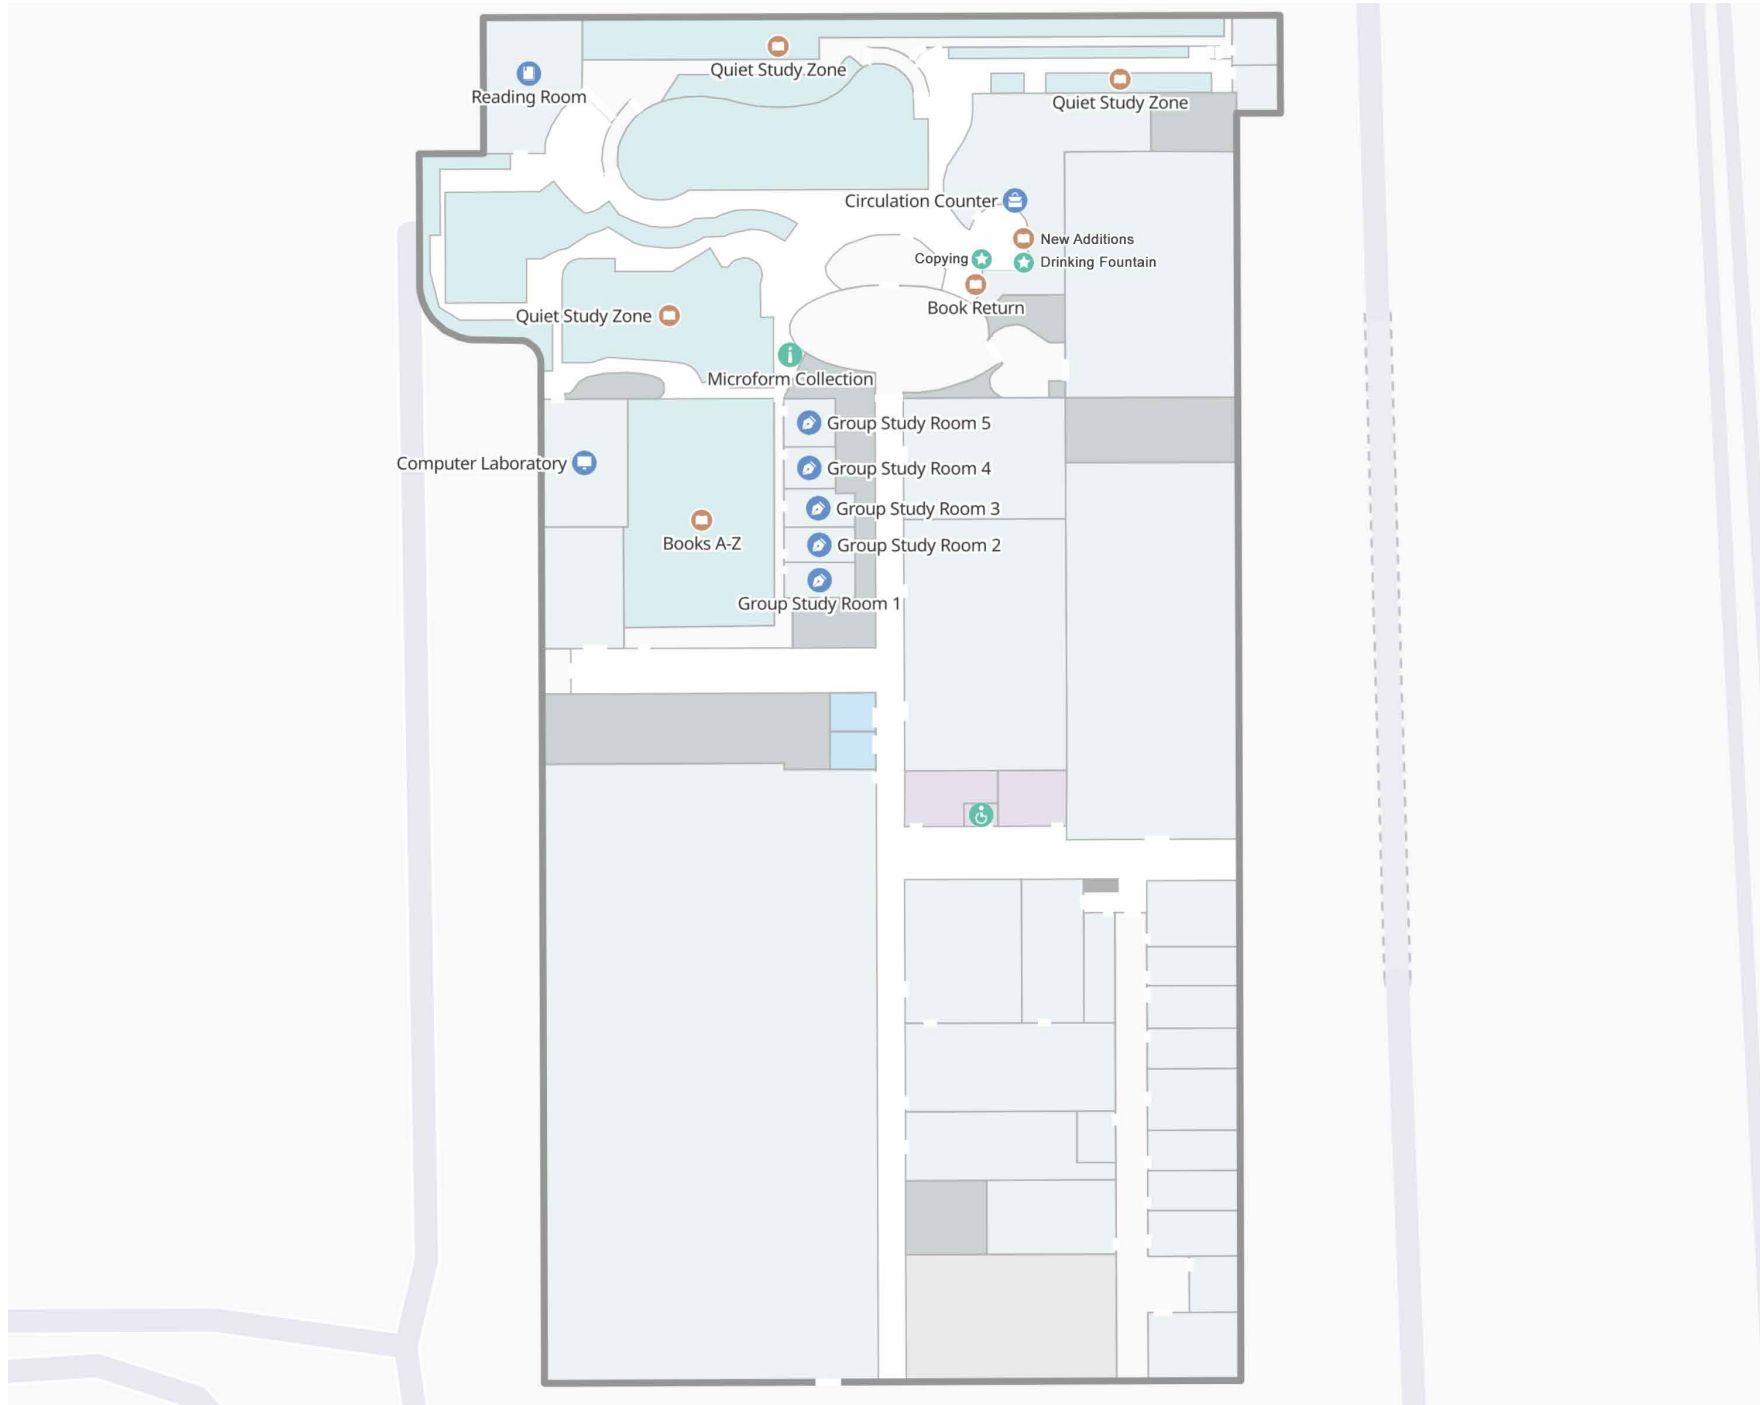 Quiet Study Zone
Reading Room
Quiet Study Zone
Circulation Counter
New Additions
Copying
Drinking Fountain
Book Return
Quiet Study Zone
Microform Collection
Group Study Room 5
Computer Laboratory
Group Study Room 4
Group Study Room 3
Books A-Z
Group Study Room 2
Group Study Room 1